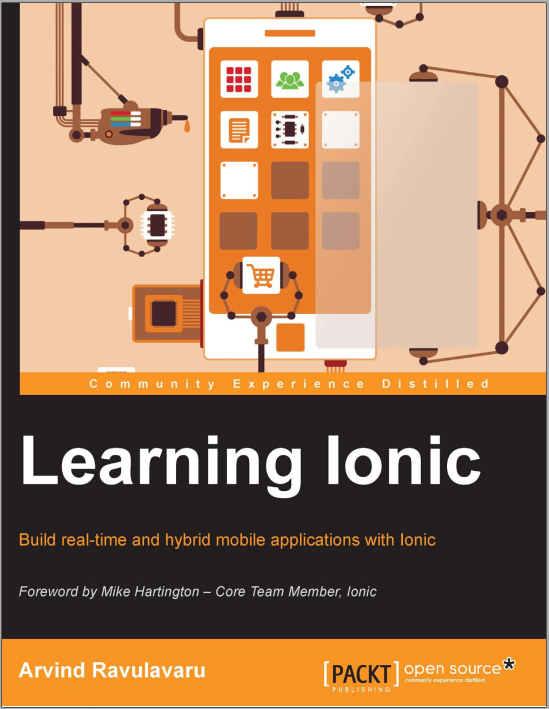 Community Experience Distilled
Learning Ionic
Build real-time and hybrid mobile applications with Ionic
Foreword by Mike Hartington – Core Team Member, Ionic
Arvind Ravulavaru
[PACKT] open source*
PUBLISHING community experience distilled